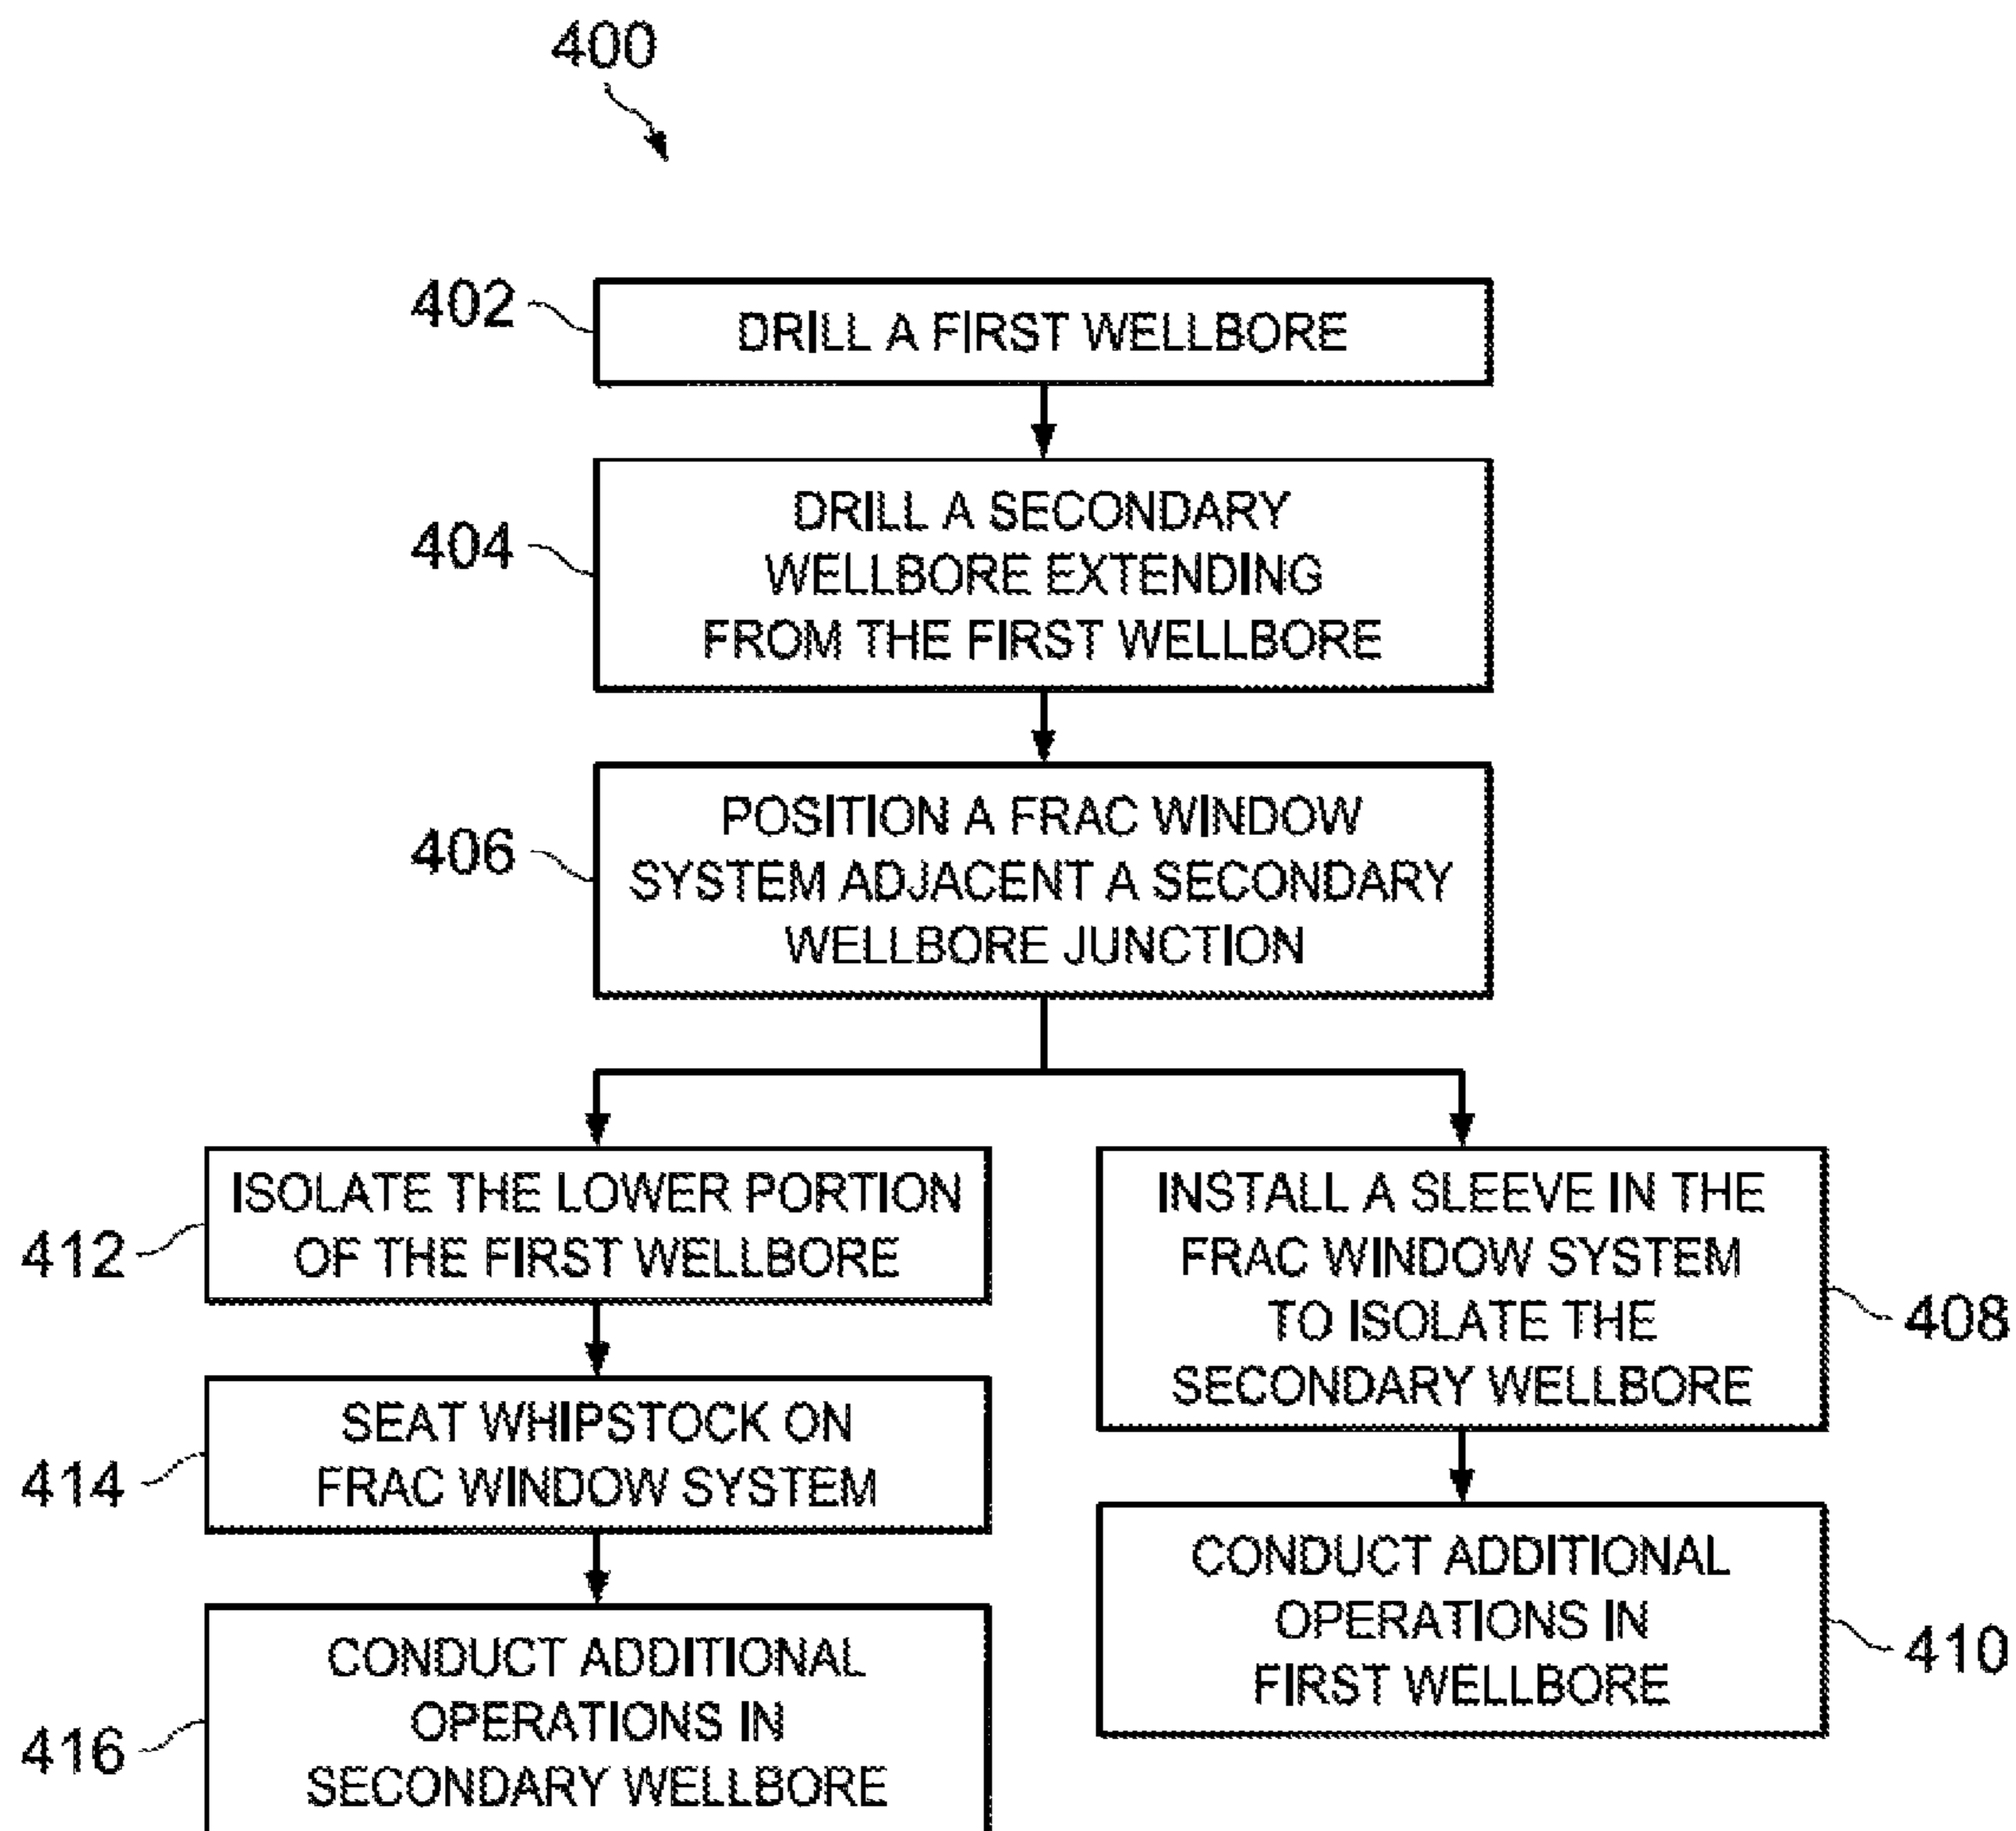 400
402
DRILL A FIRST WELLBORE
404
DRILL A SECONDARY
WELLBORE EXTENDING
FROM THE FIRST WELLBORE
406
POSITION A FRAC WINDOW
SYSTEM ADJACENT A SECONDARY
WELLBORE JUNCTION
412
ISOLATE THE LOWER PORTION
OF THE FIRST WELLBORE
414
SEAT WHIPSTOCK ON
FRAC WINDOW SYSTEM
416
CONDUCT ADDITIONAL
OPERATIONS IN
SECONDARY WELLBORE
INSTALL A SLEEVE IN THE
FRAC WINDOW SYSTEM
TO ISOLATE THE
SECONDARY WELLBORE
408
CONDUCT ADDITIONAL
OPERATIONS IN
FIRST WELLBORE
410